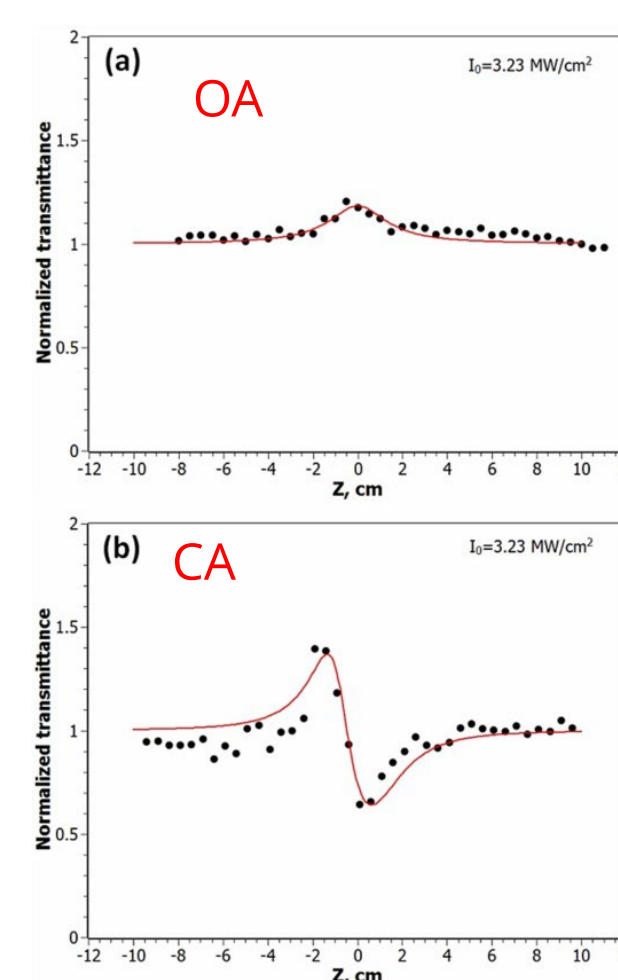 (a)
I₀=3.23 MW/cm²
OA
Normalized transmittance
2
1.5
1
0.5
0
-12 -10 -8 -6 -4 -2 0 2 4 6 8 10
Z, cm
(b)
I₀=3.23 MW/cm²
CA
Normalized transmittance
2
1.5
1
0.5
0
-12 -10 -8 -6 -4 -2 0 2 4 6 8 10
Z, cm